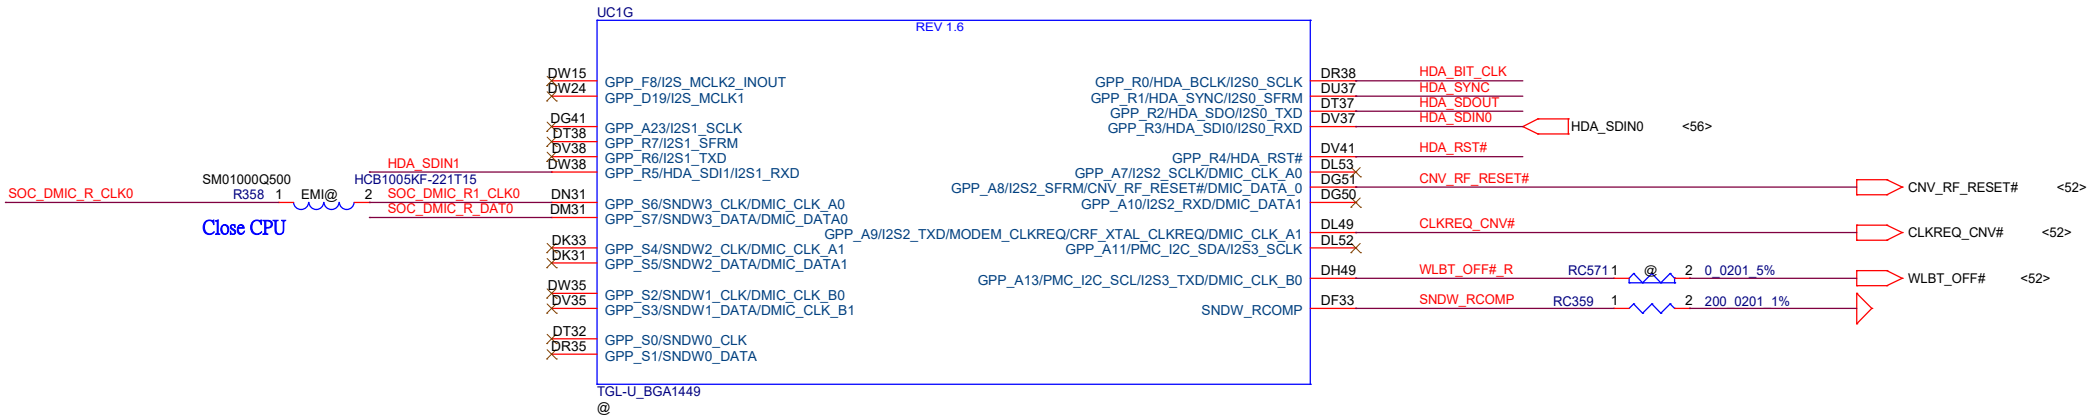 UC1G
REV 1.6
DW15 GPP_F8/I2S_MCLK2_INOUT
DW24 GPP_D19/I2S_MCLK1
DG41 GPP_A23/I2S1_SCLK
DT38 GPP_R7/I2S1_SFRM
DV38 GPP_R6/I2S1_TXD
HDA_SDIN1 DW38 GPP_R5/HDA_SDI1/I2S1_RXD
SM01000Q500 HCB1005KF-221T15
SOC_DMIC_R_CLK0 R358 1 EMI@ 2 SOC_DMIC_R1_CLK0 DN31 GPP_S6/SNDW3_CLK/DMIC_CLK_A0
SOC_DMIC_R_DAT0 DM31 GPP_S7/SNDW3_DATA/DMIC_DATA0
Close CPU
DK33 GPP_S4/SNDW2_CLK/DMIC_CLK_A1
DK31 GPP_S5/SNDW2_DATA/DMIC_DATA1
DW35 GPP_S2/SNDW1_CLK/DMIC_CLK_B0
DV35 GPP_S3/SNDW1_DATA/DMIC_CLK_B1
DT32 GPP_S0/SNDW0_CLK
DR35 GPP_S1/SNDW0_DATA
GPP_R0/HDA_BCLK/I2S0_SCLK DR38 HDA_BIT_CLK
GPP_R1/HDA_SYNC/I2S0_SFRM DU37 HDA_SYNC
GPP_R2/HDA_SDO/I2S0_TXD DT37 HDA_SDOUT
GPP_R3/HDA_SDI0/I2S0_RXD DV37 HDA_SDIN0 HDA_SDIN0 <56>
GPP_R4/HDA_RST# DV41 HDA_RST#
GPP_A7/I2S2_SCLK/DMIC_CLK_A0 DL53
GPP_A8/I2S2_SFRM/CNV_RF_RESET#/DMIC_DATA_0 DG51 CNV_RF_RESET# CNV_RF_RESET# <52>
GPP_A10/I2S2_RXD/DMIC_DATA1 DG50
GPP_A9/I2S2_TXD/MODEM_CLKREQ/CRF_XTAL_CLKREQ/DMIC_CLK_A1 DL49 CLKREQ_CNV# CLKREQ_CNV# <52>
GPP_A11/PMC_I2C_SDA/I2S3_SCLK DL52
GPP_A13/PMC_I2C_SCL/I2S3_TXD/DMIC_CLK_B0 DH49 WLBT_OFF#_R RC571 1 @ 2 0_0201_5% WLBT_OFF# <52>
SNDW_RCOMP DF33 SNDW_RCOMP RC359 1 2 200_0201_1%
TGL-U_BGA1449
@